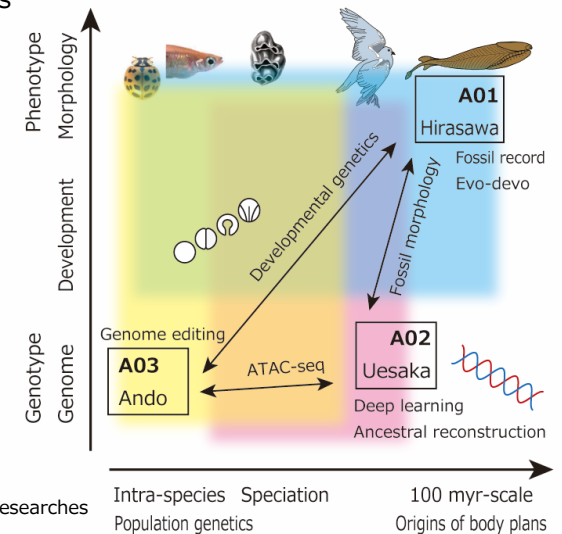 Phenotype
Morphology
Development
Genotype
Genome
A01
Hirasawa
Fossil record
Evo-devo
Developmental genetics
Fossil morphology
Genome editing
A03
Ando
ATAC-seq
A02
Uesaka
Deep learning
Ancestral reconstruction
Intra-species Speciation 100 myr-scale
esearches
Population genetics Origins of body plans